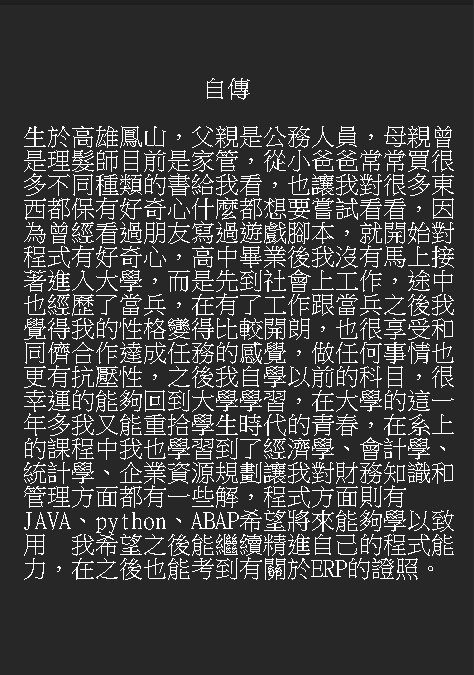 自傳
生於高雄鳳山，父親是公務人員，母親曾
是理髮師目前是家管，從小爸爸常常買很
多不同種類的書給我看，也讓我對很多東
西都保有好奇心什麼都想要嘗試看看，因
為曾經看過朋友寫過遊戲腳本，就開始對
程式有好奇心，高中畢業後我沒有馬上接
著進入大學，而是先到社會上工作，途中
也經歷了當兵，在有了工作跟當兵之後我
覺得我的性格變得比較開朗，也很享受和
同儕合作達成任務的感覺，做任何事情也
更有抗壓性，之後我自學以前的科目，很
幸運的能夠回到大學學習，在大學的這一
年多我又能重拾學生時代的青春，在系上
的課程中我也學習到了經濟學、會計學、
統計學、企業資源規劃讓我對財務知識和
管理方面都有一些解，程式方面則有
JAVA、python、ABAP希望將來能夠學以致
用　我希望之後能繼續精進自己的程式能
力，在之後也能考到有關於ERP的證照。